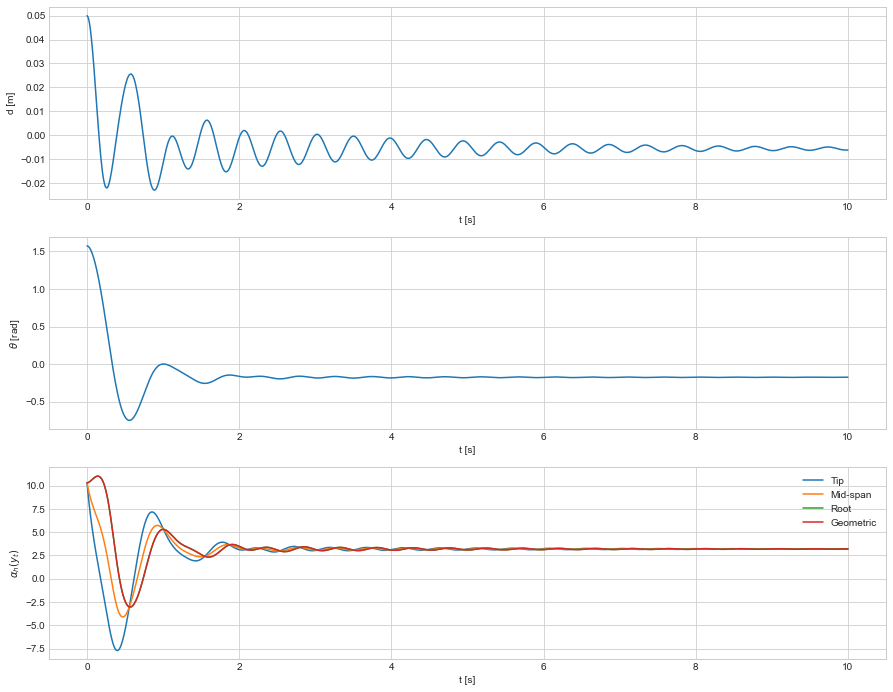 0.05
0.04
0.03
0.02
0.01
0.00
−0.01
−0.02
d [m]
0 2 4 6 8 10
t [s]
1.5
1.0
0.5
0.0
−0.5
θ [rad]
0 2 4 6 8 10
t [s]
10.0
7.5
5.0
2.5
0.0
−2.5
−5.0
−7.5
αₕ(yₜ)
Tip
Mid-span
Root
Geometric
0 2 4 6 8 10
t [s]